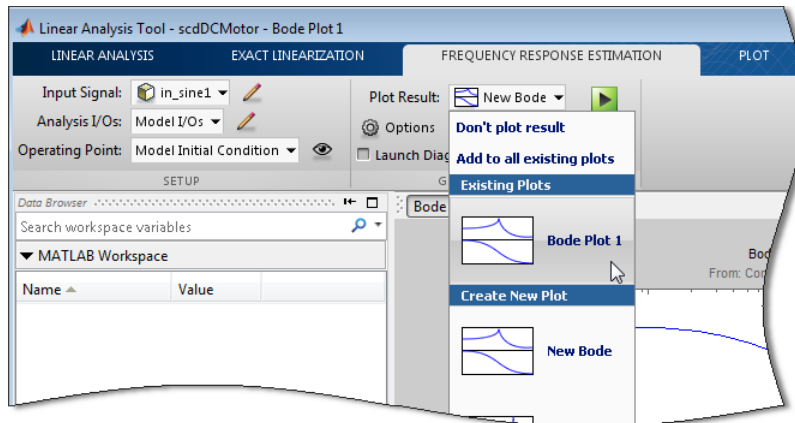 Linear Analysis Tool - scdDCMotor - Bode Plot 1
LINEAR ANALYSIS EXACT LINEARIZATION FREQUENCY RESPONSE ESTIMATION PLOT
Input Signal: in_sine1
Analysis I/Os: Model I/Os
Operating Point: Model Initial Condition
SETUP
Plot Result: New Bode
Options
Launch Diag
G
Don't plot result
Add to all existing plots
Existing Plots
Bode Plot 1
Create New Plot
New Bode
Data Browser
Search workspace variables
MATLAB Workspace
Name Value
Bode
Bod
From: Con